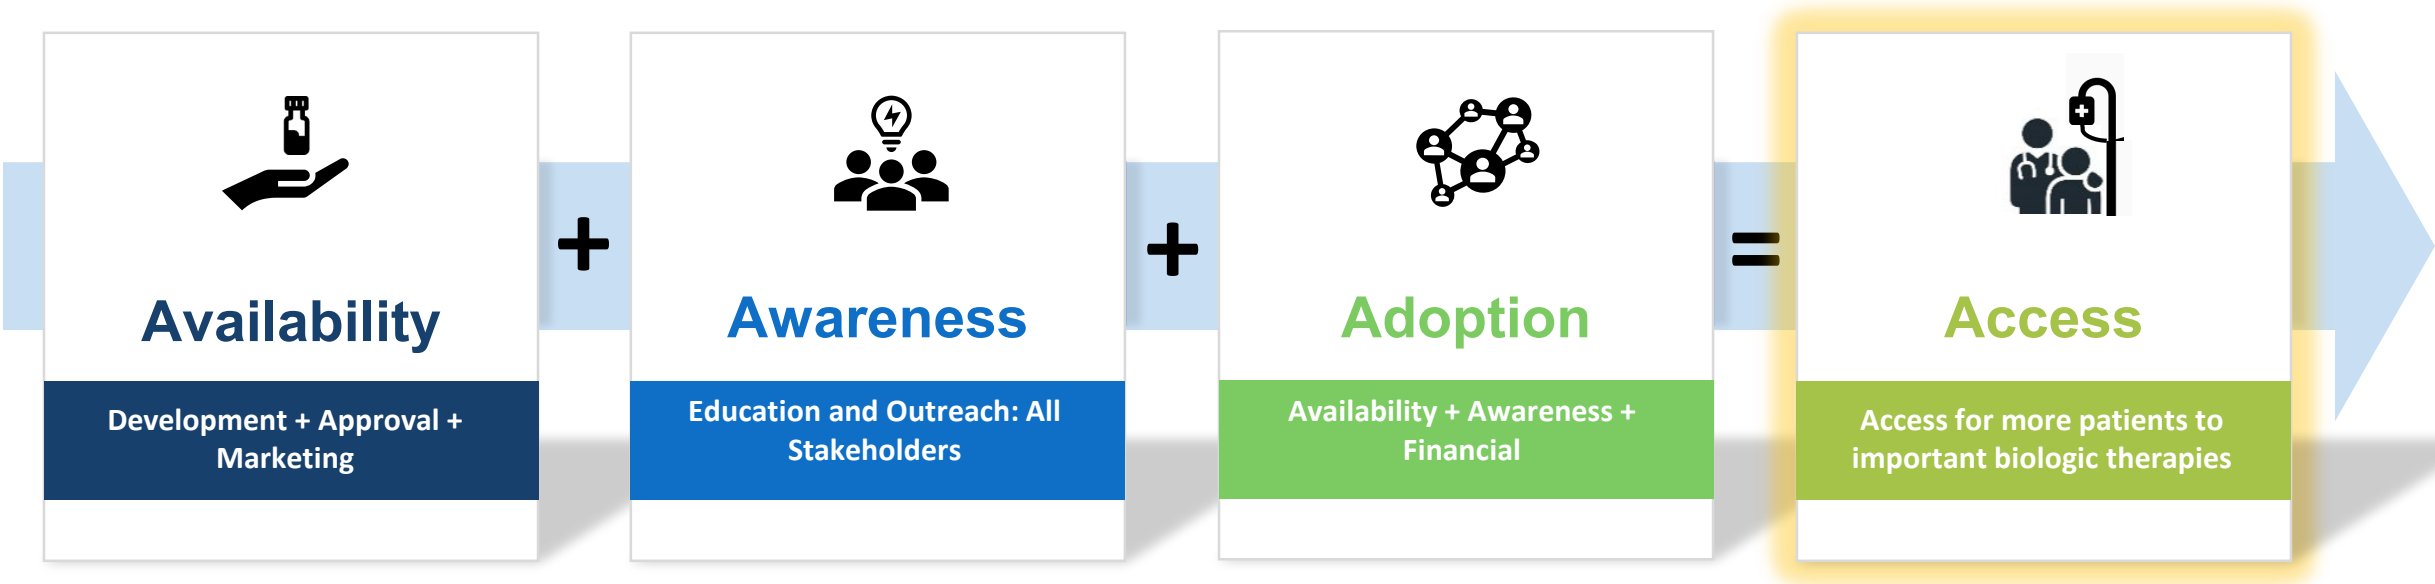 Availability
Development + Approval +
Marketing
+
Awareness
Education and Outreach: All
Stakeholders
+
Adoption
Availability + Awareness +
Financial
=
Access
Access for more patients to
important biologic therapies